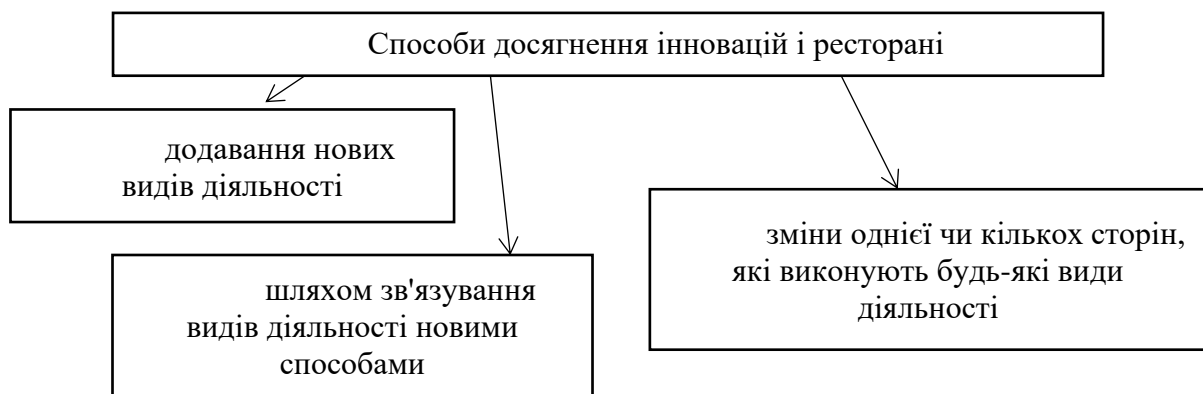 Способи досягнення інновацій і ресторані
додавання нових
видів діяльності
шляхом зв'язування
видів діяльності новими
способами
зміни однієї чи кількох сторін,
які виконують будь-які види
діяльності